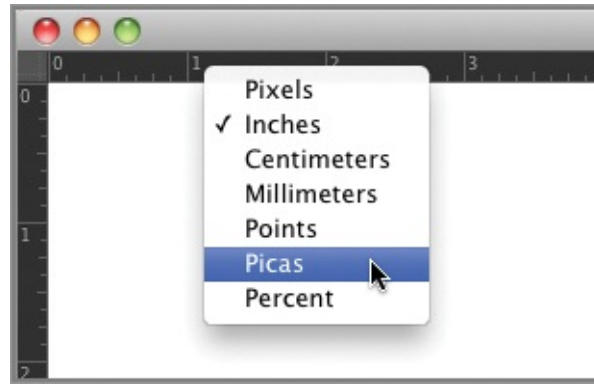 0 1 2 3
Pixels
0
✓ Inches
Centimeters
Millimeters
Points
1
Picas
Percent
2